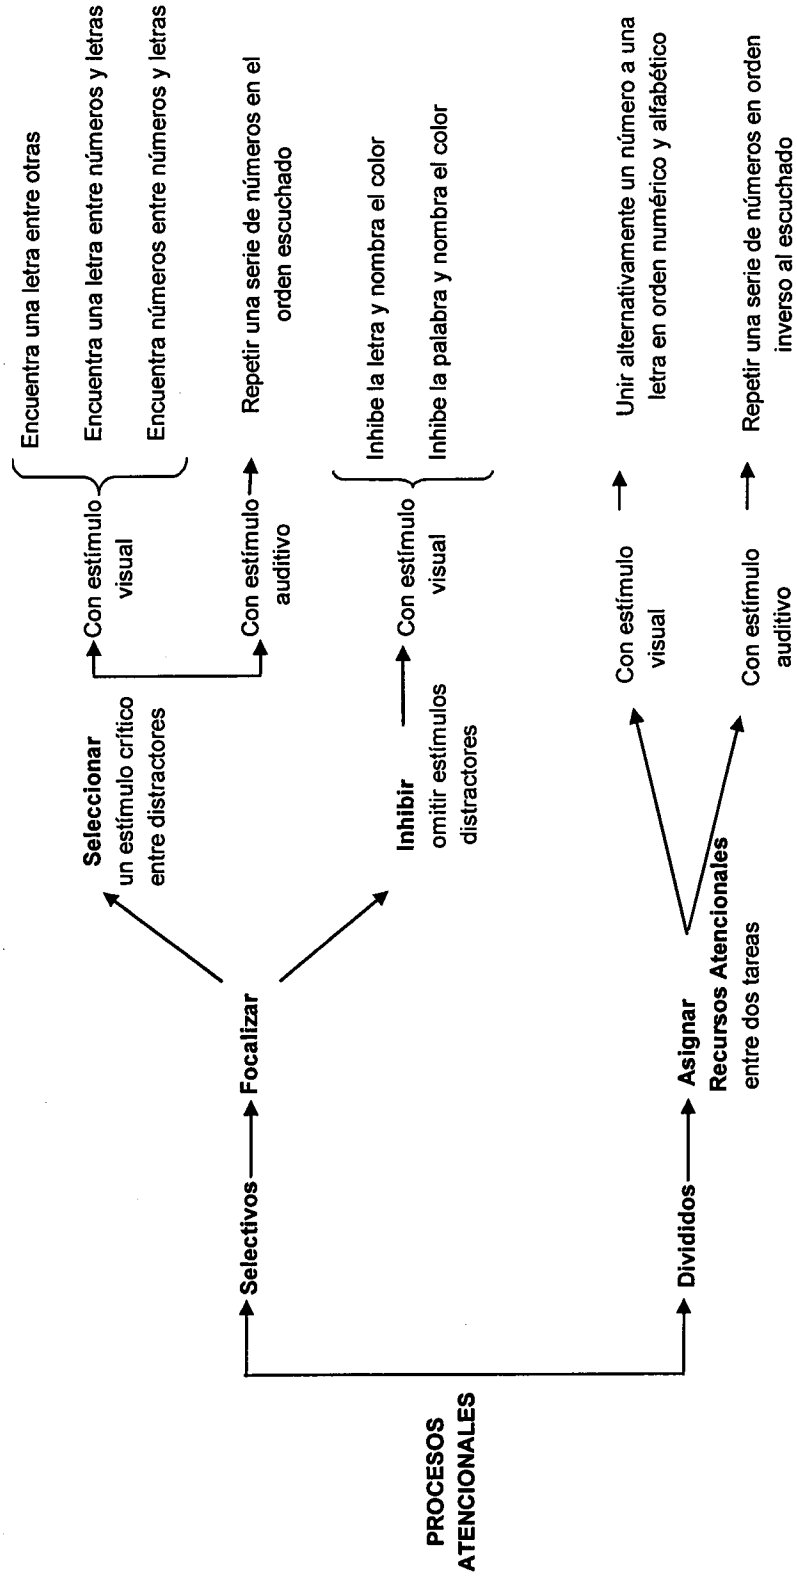 PROCESOS
ATENCIONALES
Selectivos
Focalizar
Seleccionar
un estímulo crítico
entre distractores
Con estímulo
visual
Encuentra una letra entre otras
Encuentra una letra entre números y letras
Encuentra números entre números y letras
Con estímulo
auditivo
Repetir una serie de números en el
orden escuchado
Inhibir
omitir estímulos
distractores
Con estímulo
visual
Inhibe la letra y nombra el color
Inhibe la palabra y nombra el color
Divididos
Asignar
Recursos Atencionales
entre dos tareas
Con estímulo
visual
Unir alternativamente un número a una
letra en orden numérico y alfabético
Con estímulo
auditivo
Repetir una serie de números en orden
inverso al escuchado